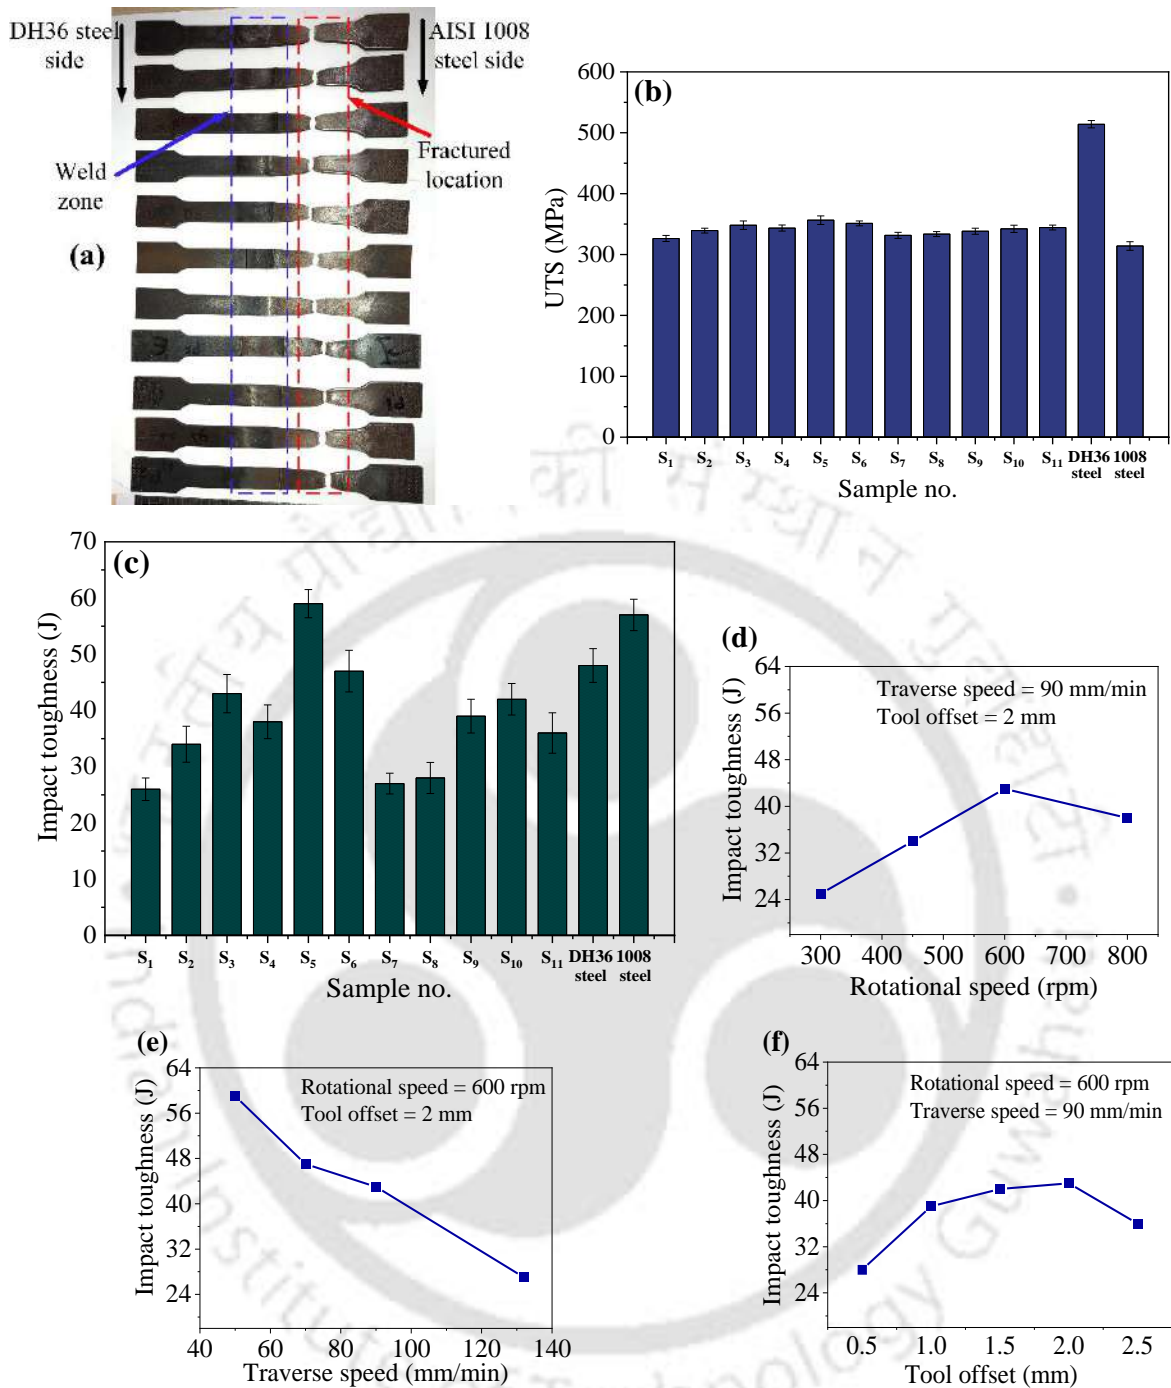 DH36 steel
side
AISI 1008
steel side
Weld
zone
Fractured
location
(a)
(b)
UTS (MPa)
600
500
400
300
200
100
0
S₁ S₂ S₃ S₄ S₅ S₆ S₇ S₈ S₉ S₁₀ S₁₁ DH36 steel 1008 steel
Sample no.
(c)
Impact toughness (J)
70
60
50
40
30
20
10
0
S₁ S₂ S₃ S₄ S₅ S₆ S₇ S₈ S₉ S₁₀ S₁₁ DH36 steel 1008 steel
Sample no.
(d)
Traverse speed = 90 mm/min
Tool offset = 2 mm
Impact toughness (J)
64
56
48
40
32
24
300 400 500 600 700 800
Rotational speed (rpm)
(e)
Rotational speed = 600 rpm
Tool offset = 2 mm
Impact toughness (J)
64
56
48
40
32
24
40 60 80 100 120 140
Traverse speed (mm/min)
(f)
Rotational speed = 600 rpm
Traverse speed = 90 mm/min
Impact toughness (J)
64
56
48
40
32
24
0.5 1.0 1.5 2.0 2.5
Tool offset (mm)
Indian Institute of Technology Guwahati